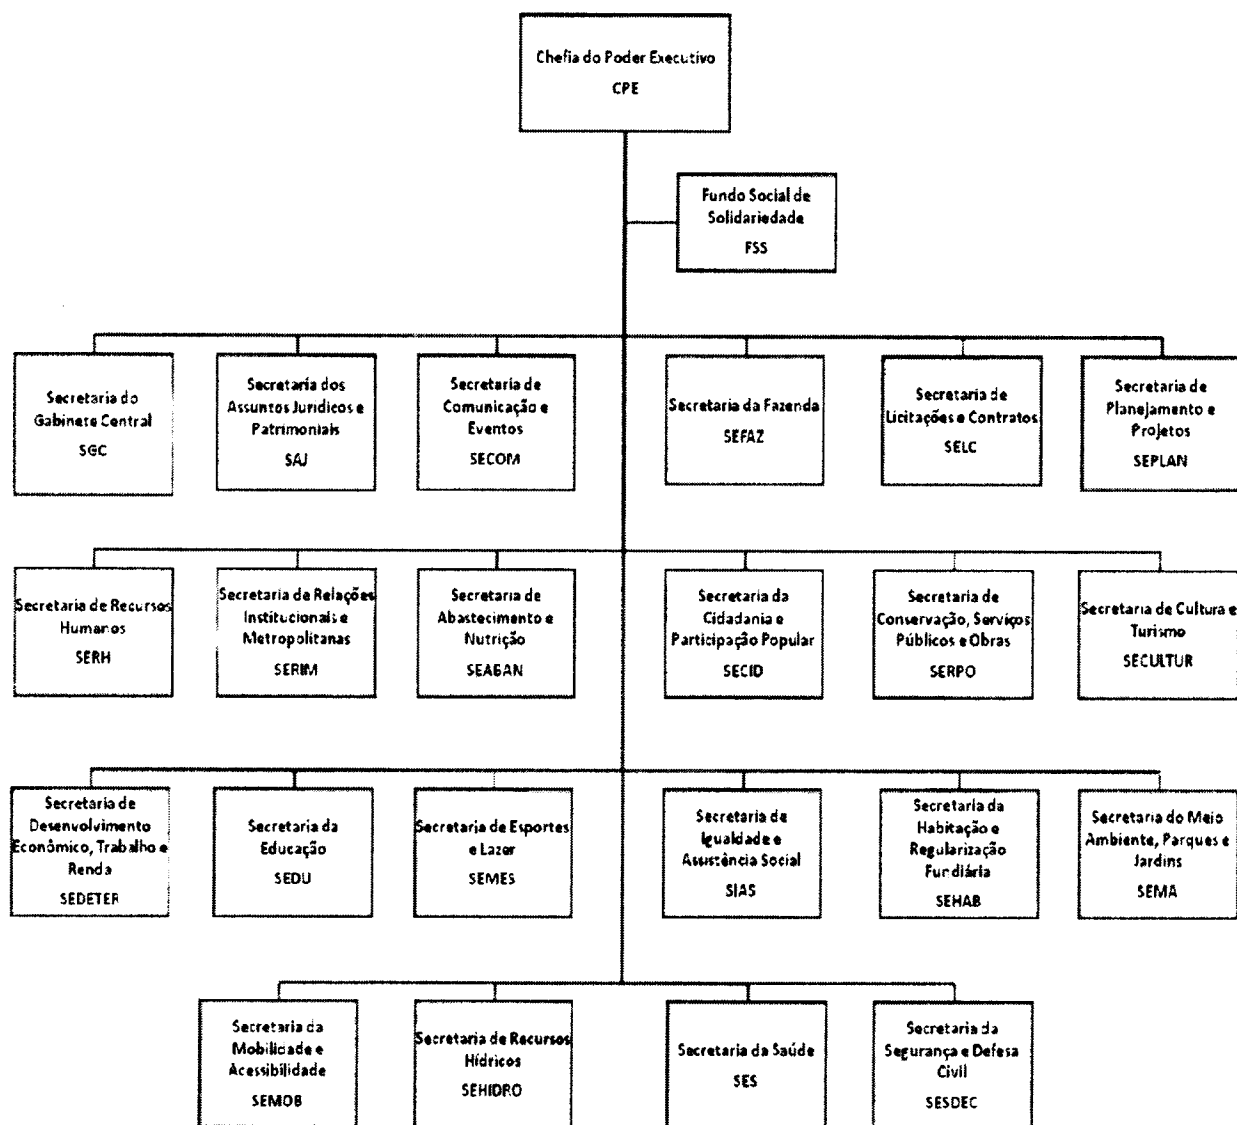 Chefia do Poder Executivo
CPE
Fundo Social de
Solidariedade
FSS
Secretaria do
Gabinete Central
SGC
Secretaria dos
Assuntos Jurídicos e
Patrimoniais
SAJ
Secretaria de
Comunicação e
Eventos
SECOM
Secretaria da Fazenda
SEFAZ
Secretaria de
Licitações e Contratos
SELC
Secretaria de
Planejamento e
Projetos
SEPLAN
Secretaria de Recursos
Humanos
SERH
Secretaria de Relações
Institucionais e
Metropolitanas
SERIM
Secretaria de
Abastecimento e
Nutrição
SEABAN
Secretaria da
Cidadania e
Participação Popular
SECID
Secretaria de
Conservação, Serviços
Públicos e Obras
SERPO
Secretaria de Cultura e
Turismo
SECULTUR
Secretaria de
Desenvolvimento
Econômico, Trabalho e
Renda
SEDETER
Secretaria da
Educação
SEDU
Secretaria de Esportes
e Lazer
SEMES
Secretaria de
Igualdade e
Assistência Social
SIAS
Secretaria da
Habitação e
Regularização
Fundiária
SEHAB
Secretaria do Meio
Ambiente, Parques e
Jardins
SEMA
Secretaria da
Mobilidade e
Acessibilidade
SEMOB
Secretaria de Recursos
Hídricos
SEHIDRO
Secretaria da Saúde
SES
Secretaria da
Segurança e Defesa
Civil
SESDEC